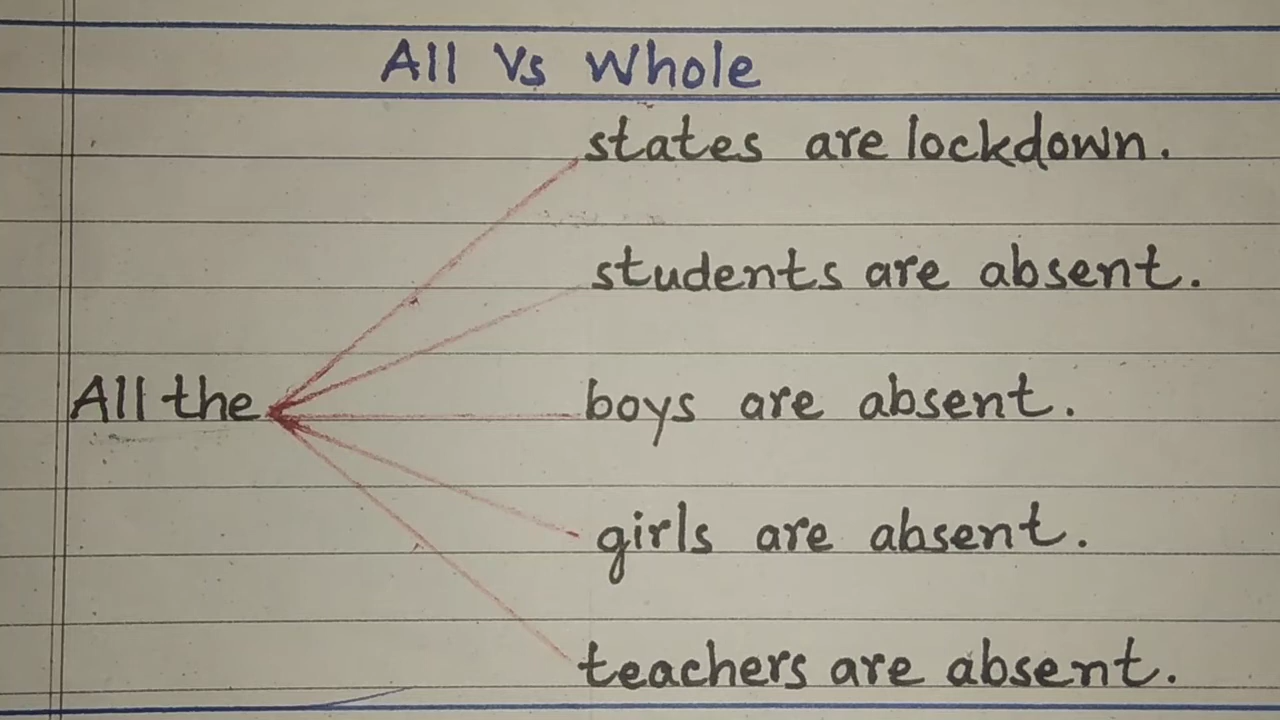 All Vs Whole
states are lockdown.
students are absent.
All the boys are absent.
girls are absent.
teachers are absent.